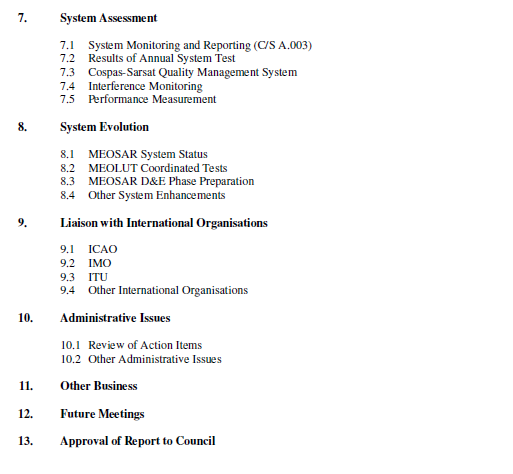 7. System Assessment
7.1 System Monitoring and Reporting (C/S A.003)
7.2 Results of Annual System Test
7.3 Cospas-Sarsat Quality Management System
7.4 Interference Monitoring
7.5 Performance Measurement
8. System Evolution
8.1 MEOSAR System Status
8.2 MEOLUT Coordinated Tests
8.3 MEOSAR D&E Phase Preparation
8.4 Other System Enhancements
9. Liaison with International Organisations
9.1 ICAO
9.2 IMO
9.3 ITU
9.4 Other International Organisations
10. Administrative Issues
10.1 Review of Action Items
10.2 Other Administrative Issues
11. Other Business
12. Future Meetings
13. Approval of Report to Council